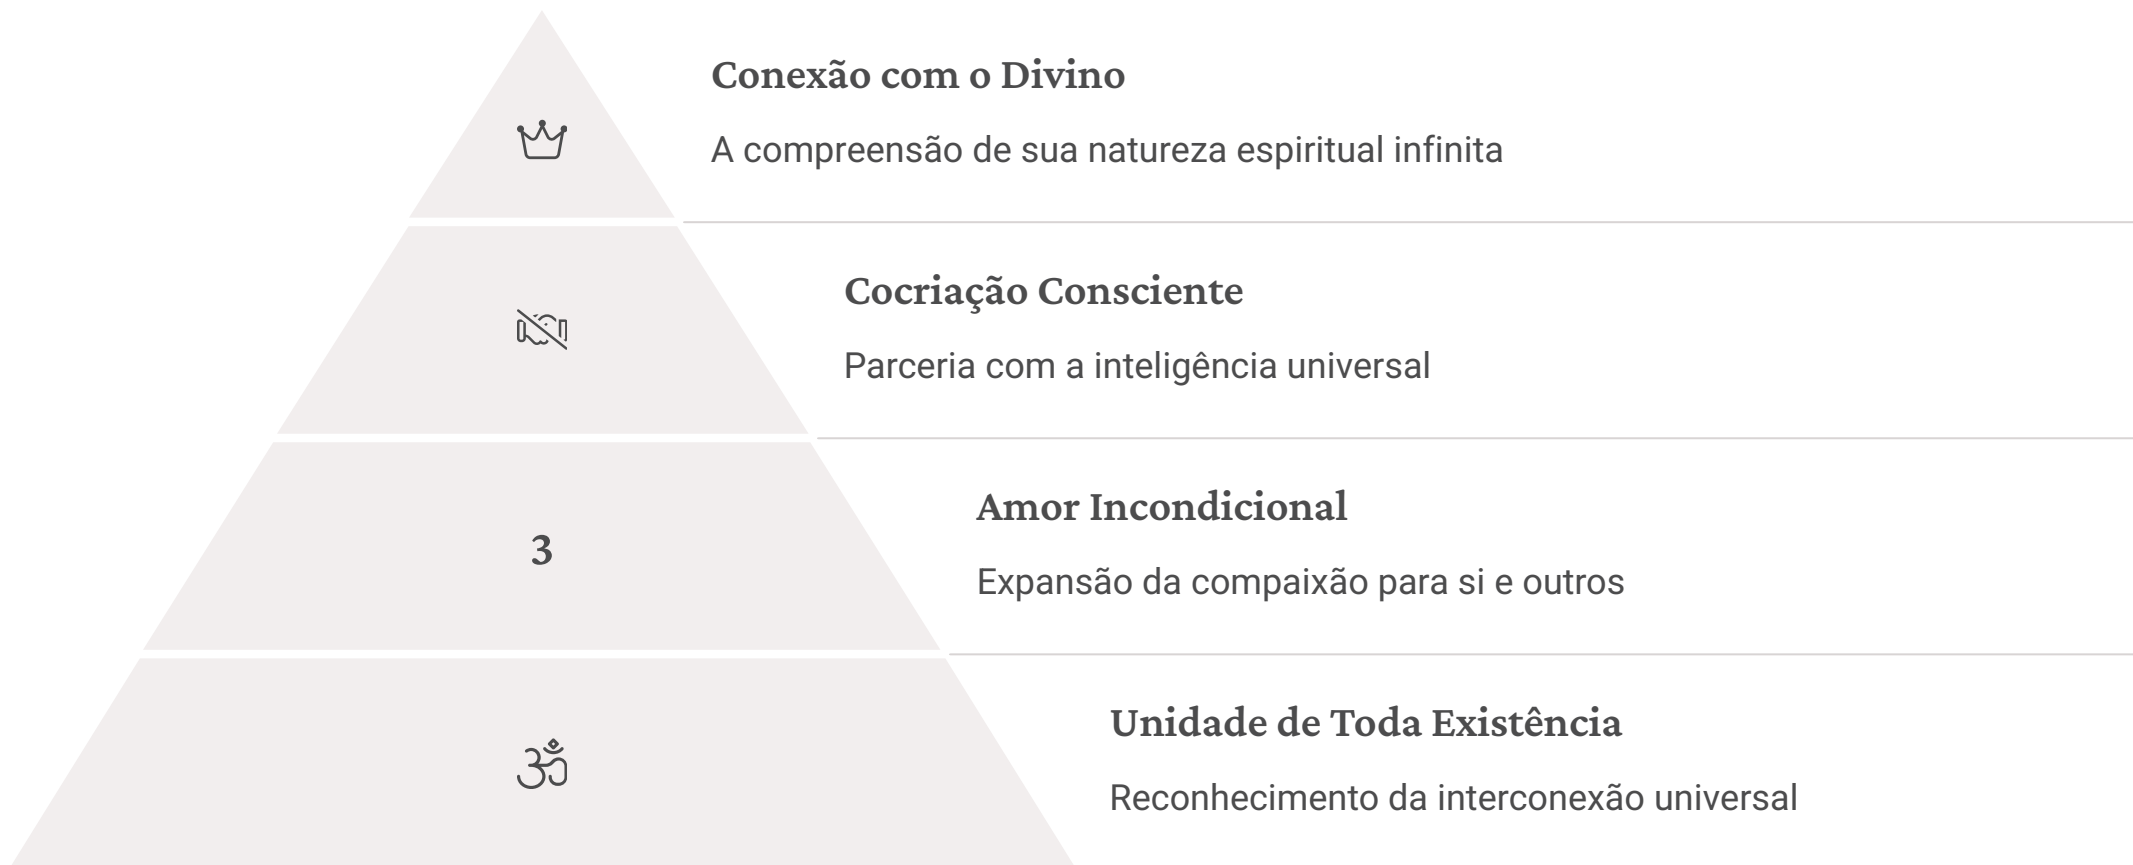 Conexão com o Divino
A compreensão de sua natureza espiritual infinita
Cocriação Consciente
Parceria com a inteligência universal
3
Amor Incondicional
Expansão da compaixão para si e outros
ॐ
Unidade de Toda Existência
Reconhecimento da interconexão universal